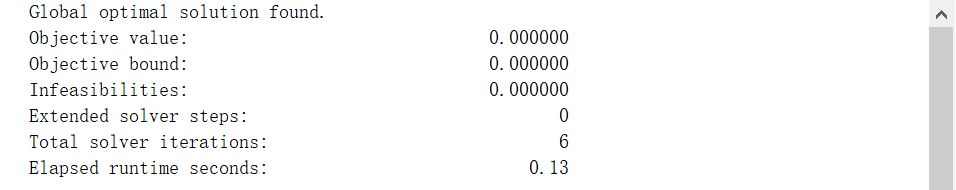 Global optimal solution found.
Objective value: 0.000000
Objective bound: 0.000000
Infeasibilities: 0.000000
Extended solver steps: 0
Total solver iterations: 6
Elapsed runtime seconds: 0.13